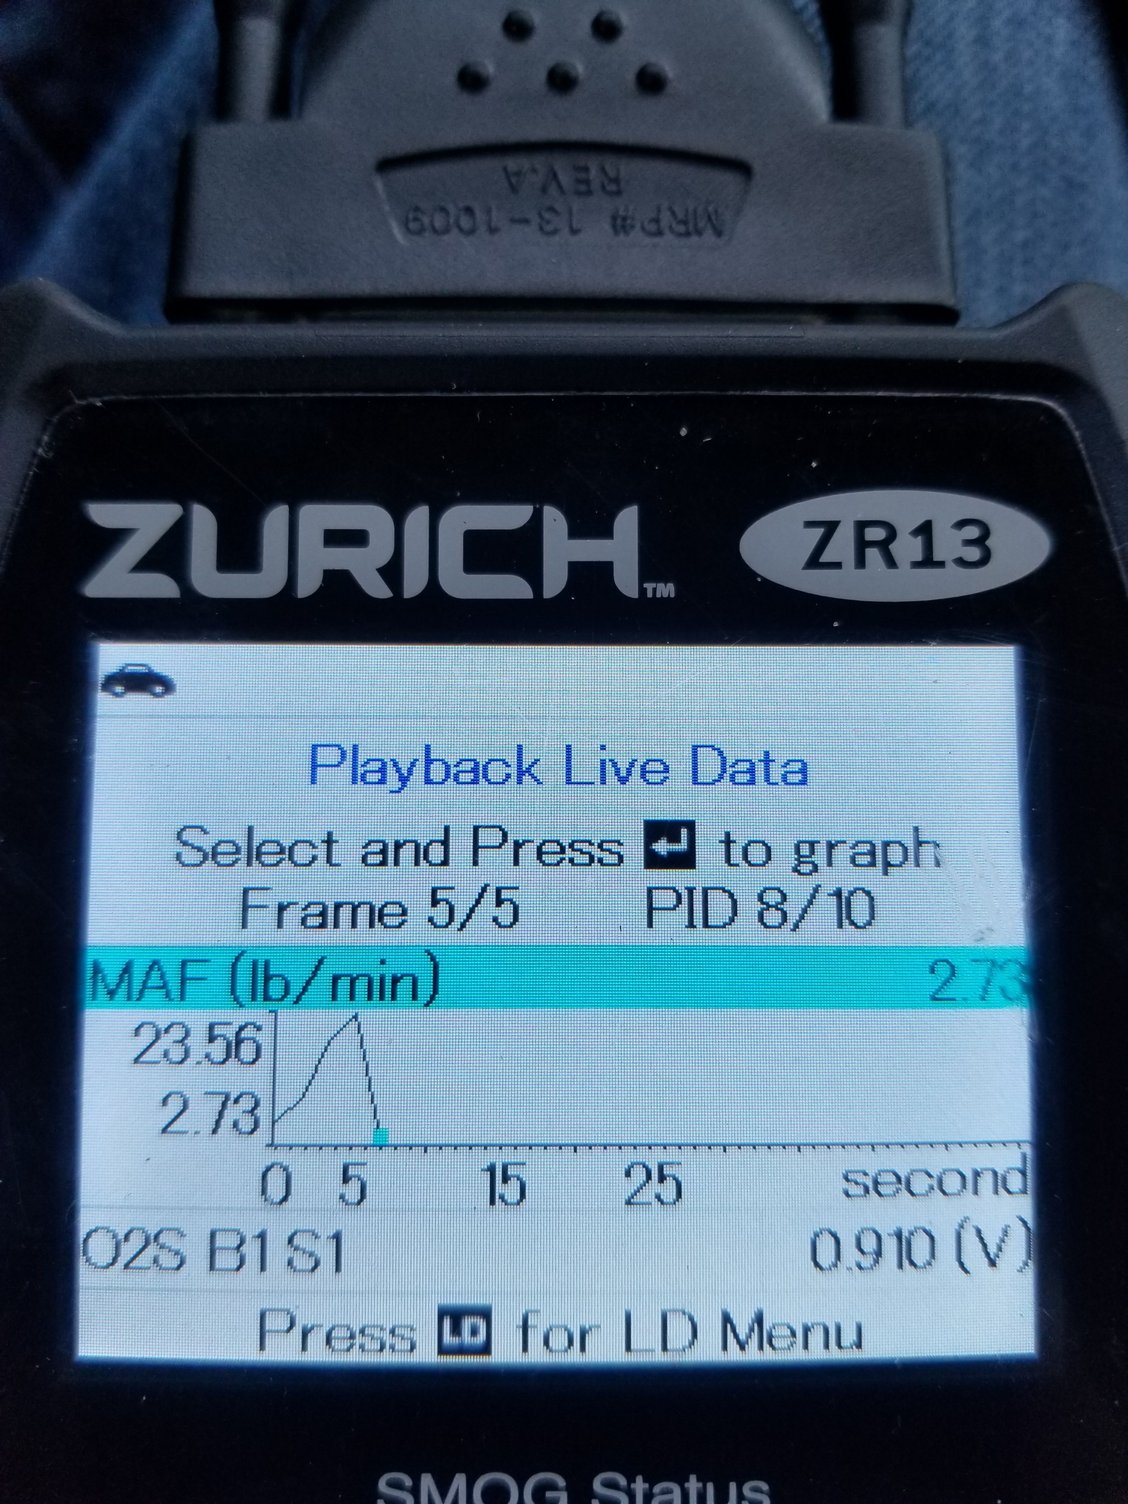 MRP# 13-1009
REV.A
ZURICH™ ZR13
Playback Live Data
Select and Press to graph
Frame 5/5 PID 8/10
MAF (lb/min) 2.73
23.56
2.73
0 5 15 25 second
O2S B1 S1 0.910 (V)
Press LD for LD Menu
SMOG Status